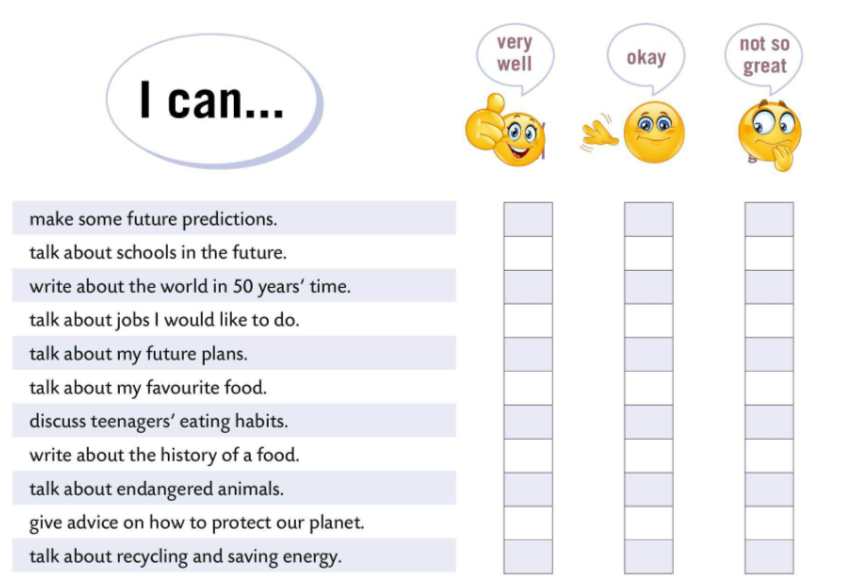 I can...
very
well
okay
not so
great
make some future predictions.
talk about schools in the future.
write about the world in 50 years’ time.
talk about jobs I would like to do.
talk about my future plans.
talk about my favourite food.
discuss teenagers’ eating habits.
write about the history of a food.
talk about endangered animals.
give advice on how to protect our planet.
talk about recycling and saving energy.